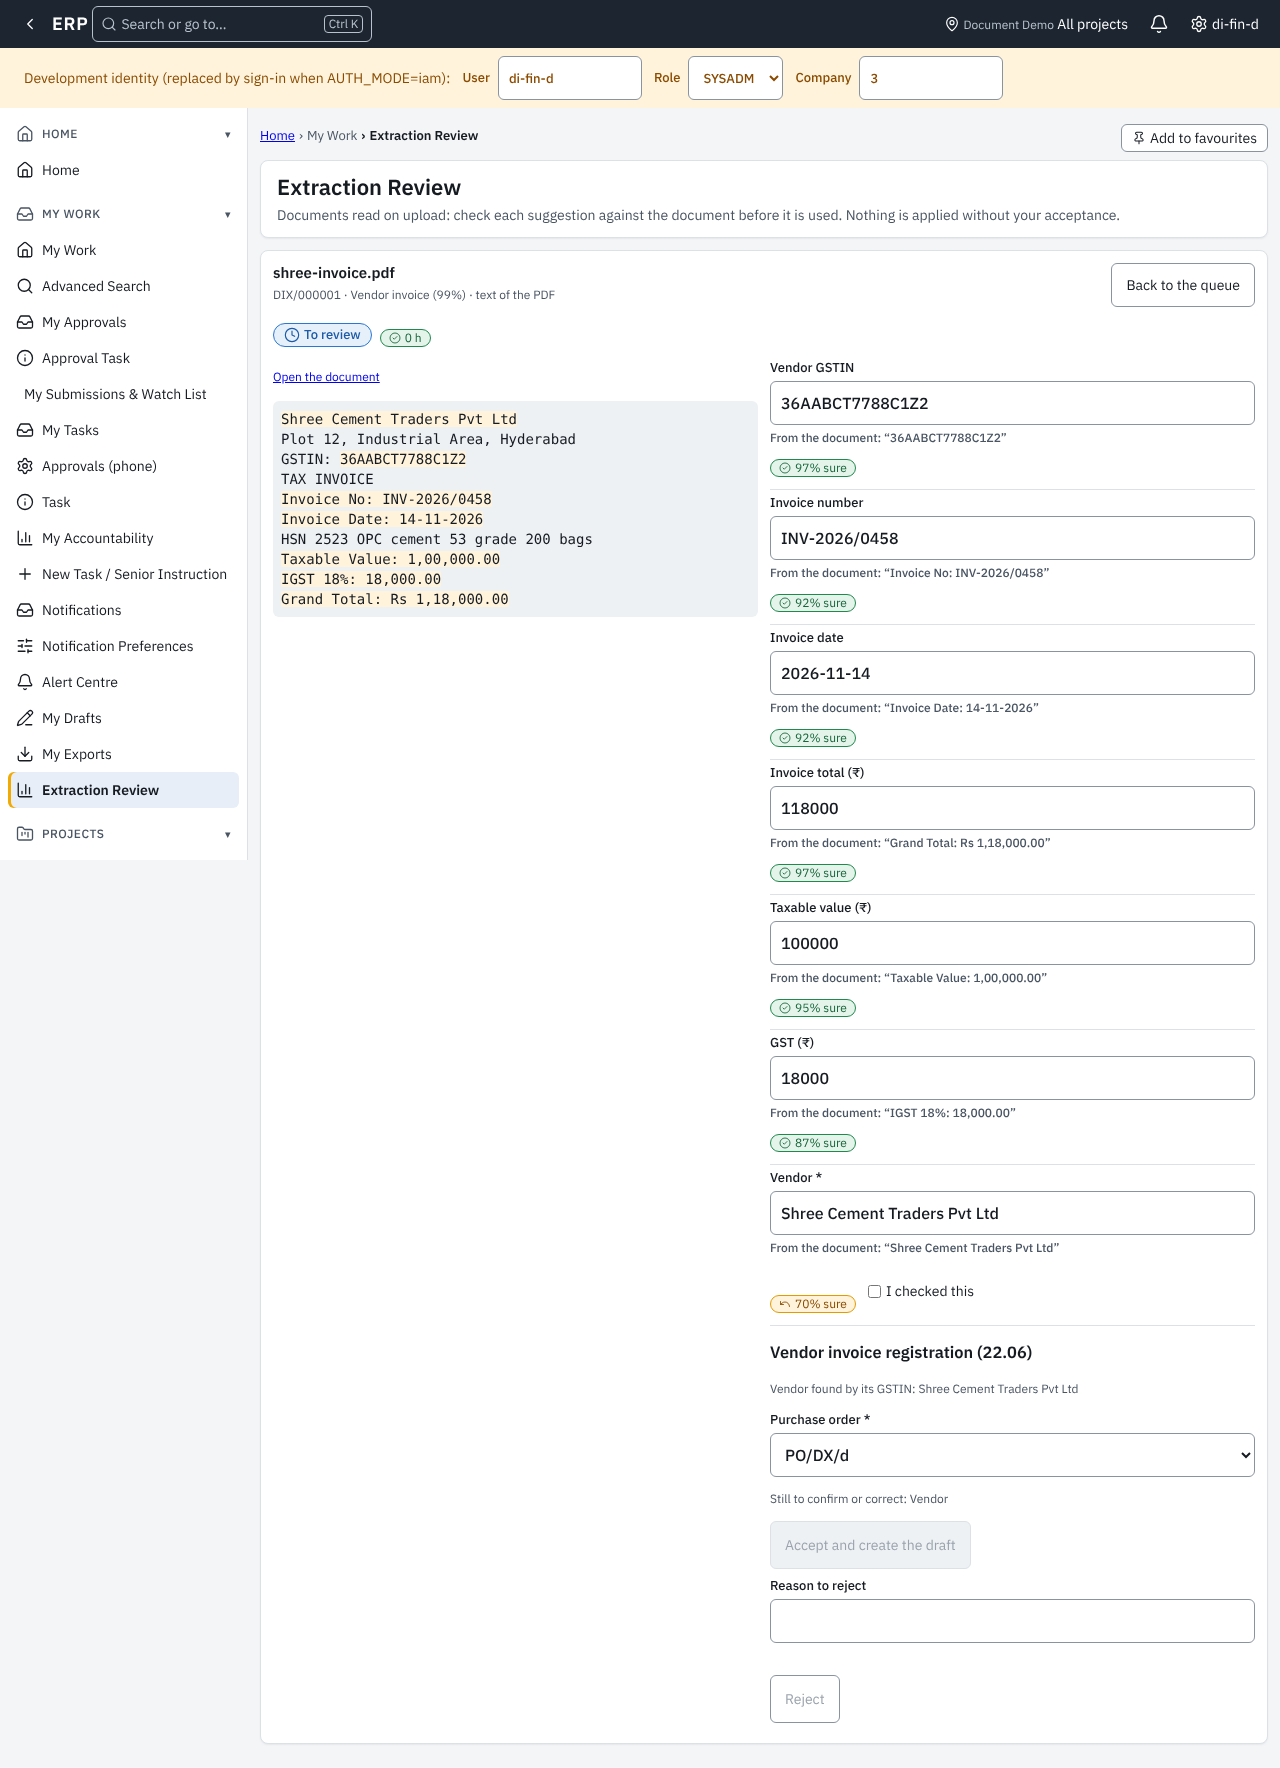 ERP
Search or go to...
Ctrl K
Document Demo All projects
di-fin-d
Development identity (replaced by sign-in when AUTH_MODE=iam):
User
di-fin-d
Role
SYSADM
Company
3
HOME
Home
MY WORK
My Work
Advanced Search
My Approvals
Approval Task
My Submissions & Watch List
My Tasks
Approvals (phone)
Task
My Accountability
New Task / Senior Instruction
Notifications
Notification Preferences
Alert Centre
My Drafts
My Exports
Extraction Review
PROJECTS
Home › My Work › Extraction Review
Add to favourites
Extraction Review
Documents read on upload: check each suggestion against the document before it is used. Nothing is applied without your acceptance.
shree-invoice.pdf
DIX/000001 · Vendor invoice (99%) · text of the PDF
Back to the queue
To review
0 h
Open the document
Shree Cement Traders Pvt Ltd
Plot 12, Industrial Area, Hyderabad
GSTIN: 36AABCT7788C1Z2
TAX INVOICE
Invoice No: INV-2026/0458
Invoice Date: 14-11-2026
HSN 2523 OPC cement 53 grade 200 bags
Taxable Value: 1,00,000.00
IGST 18%: 18,000.00
Grand Total: Rs 1,18,000.00
Vendor GSTIN
36AABCT7788C1Z2
From the document: “36AABCT7788C1Z2”
97% sure
Invoice number
INV-2026/0458
From the document: “Invoice No: INV-2026/0458”
92% sure
Invoice date
2026-11-14
From the document: “Invoice Date: 14-11-2026”
92% sure
Invoice total (₹)
118000
From the document: “Grand Total: Rs 1,18,000.00”
97% sure
Taxable value (₹)
100000
From the document: “Taxable Value: 1,00,000.00”
95% sure
GST (₹)
18000
From the document: “IGST 18%: 18,000.00”
87% sure
Vendor *
Shree Cement Traders Pvt Ltd
From the document: “Shree Cement Traders Pvt Ltd”
70% sure
I checked this
Vendor invoice registration (22.06)
Vendor found by its GSTIN: Shree Cement Traders Pvt Ltd
Purchase order *
PO/DX/d
Still to confirm or correct: Vendor
Accept and create the draft
Reason to reject
Reject